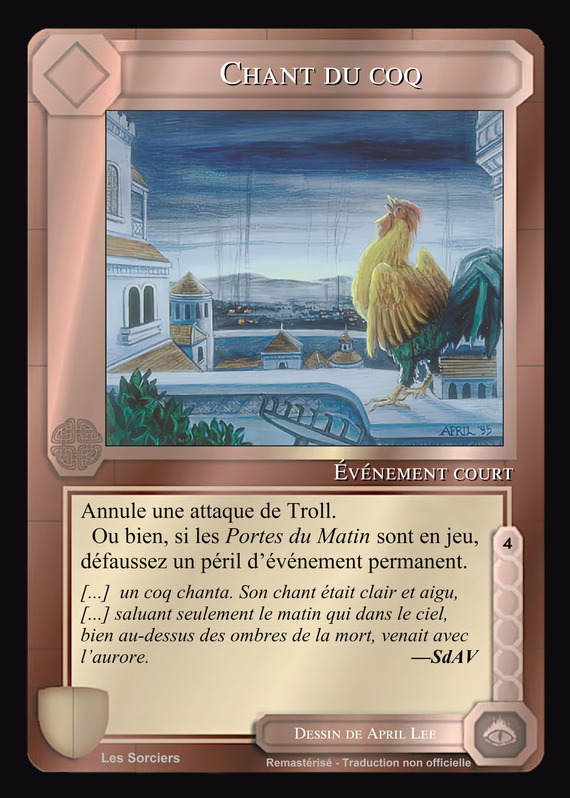 Chant du coq
APRIL '95
Événement court
Annule une attaque de Troll.
Ou bien, si les Portes du Matin sont en jeu,
défaussez un péril d’événement permanent.
4
[...] un coq chanta. Son chant était clair et aigu,
[...] saluant seulement le matin qui dans le ciel,
bien au-dessus des ombres de la mort, venait avec
l’aurore. —SdAV
Dessin de April Lee
Les Sorciers
Remastérisé - Traduction non officielle